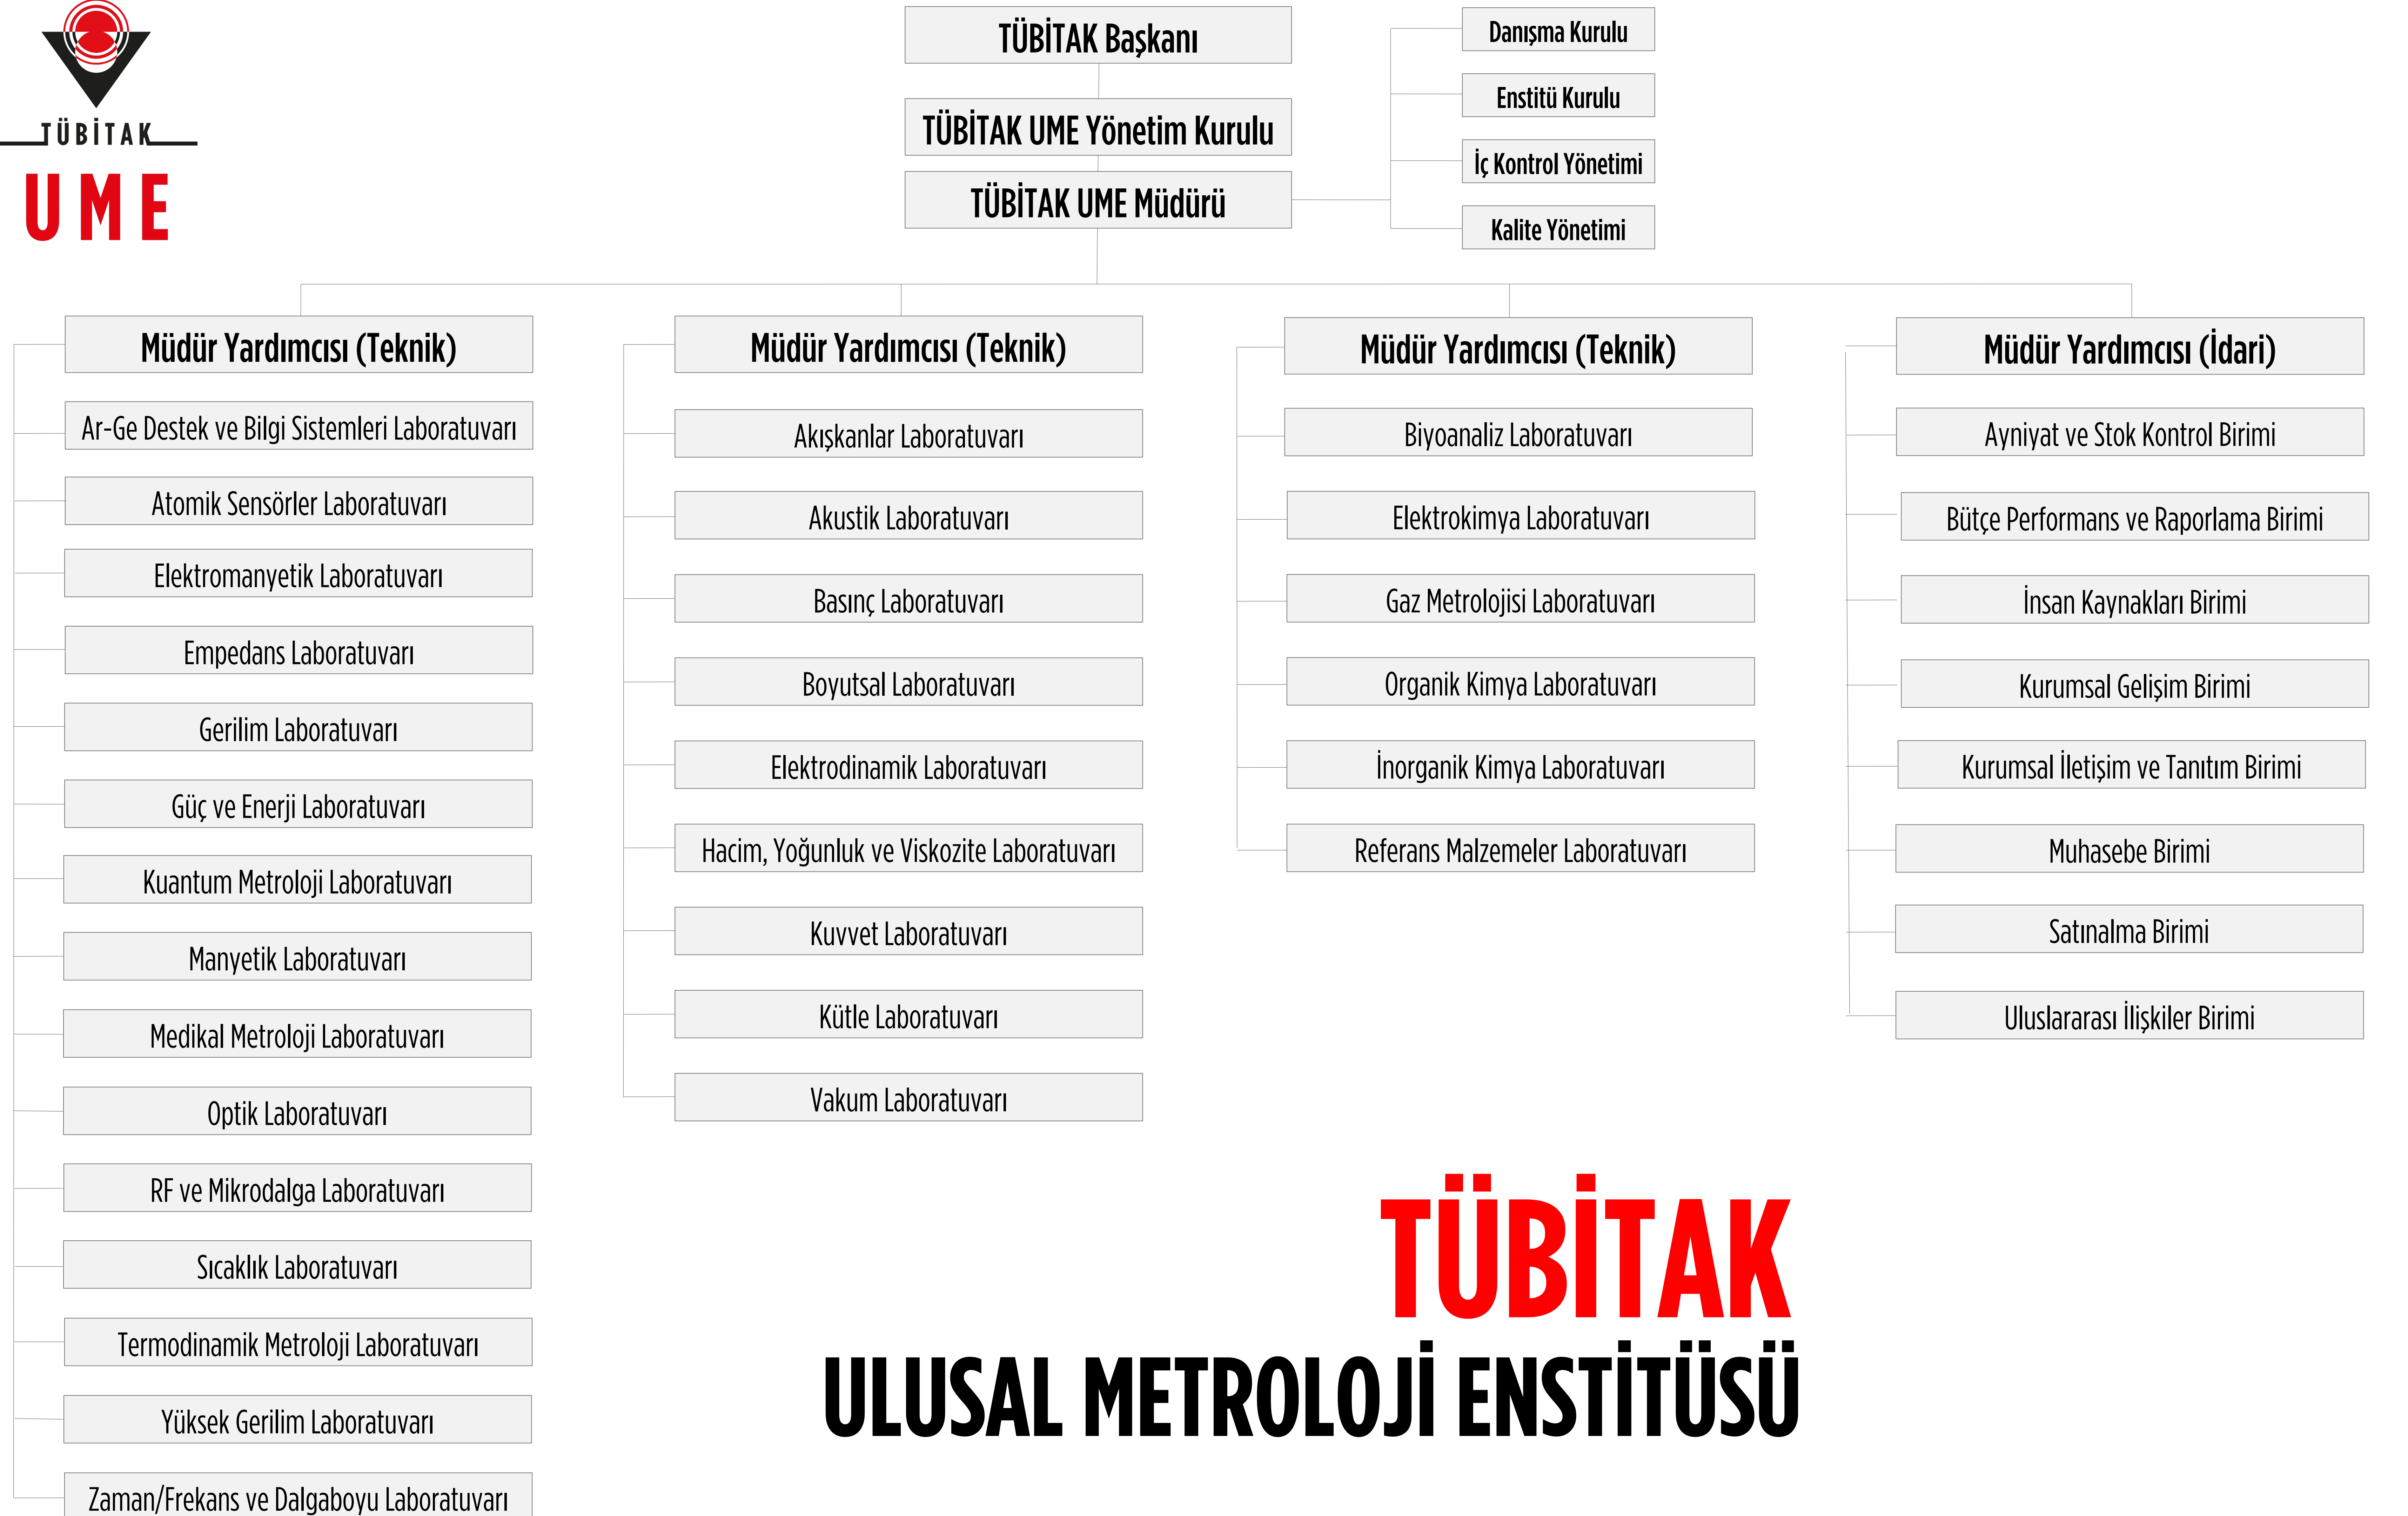 TÜBİTAK
UME
TÜBİTAK Başkanı
TÜBİTAK UME Yönetim Kurulu
TÜBİTAK UME Müdürü
Danışma Kurulu
Enstitü Kurulu
İç Kontrol Yönetimi
Kalite Yönetimi
Müdür Yardımcısı (Teknik)
Ar-Ge Destek ve Bilgi Sistemleri Laboratuvarı
Atomik Sensörler Laboratuvarı
Elektromanyetik Laboratuvarı
Empedans Laboratuvarı
Gerilim Laboratuvarı
Güç ve Enerji Laboratuvarı
Kuantum Metroloji Laboratuvarı
Manyetik Laboratuvarı
Medikal Metroloji Laboratuvarı
Optik Laboratuvarı
RF ve Mikrodalga Laboratuvarı
Sıcaklık Laboratuvarı
Termodinamik Metroloji Laboratuvarı
Yüksek Gerilim Laboratuvarı
Zaman/Frekans ve Dalgaboyu Laboratuvarı
Müdür Yardımcısı (Teknik)
Akışkanlar Laboratuvarı
Akustik Laboratuvarı
Basınç Laboratuvarı
Boyutsal Laboratuvarı
Elektrodinamik Laboratuvarı
Hacim, Yoğunluk ve Viskozite Laboratuvarı
Kuvvet Laboratuvarı
Kütle Laboratuvarı
Vakum Laboratuvarı
Müdür Yardımcısı (Teknik)
Biyoanaliz Laboratuvarı
Elektrokimya Laboratuvarı
Gaz Metrolojisi Laboratuvarı
Organik Kimya Laboratuvarı
İnorganik Kimya Laboratuvarı
Referans Malzemeler Laboratuvarı
Müdür Yardımcısı (İdari)
Ayniyat ve Stok Kontrol Birimi
Bütçe Performans ve Raporlama Birimi
İnsan Kaynakları Birimi
Kurumsal Gelişim Birimi
Kurumsal İletişim ve Tanıtım Birimi
Muhasebe Birimi
Satınalma Birimi
Uluslararası İlişkiler Birimi
TÜBİTAK
ULUSAL METROLOJİ ENSTİTÜSÜ